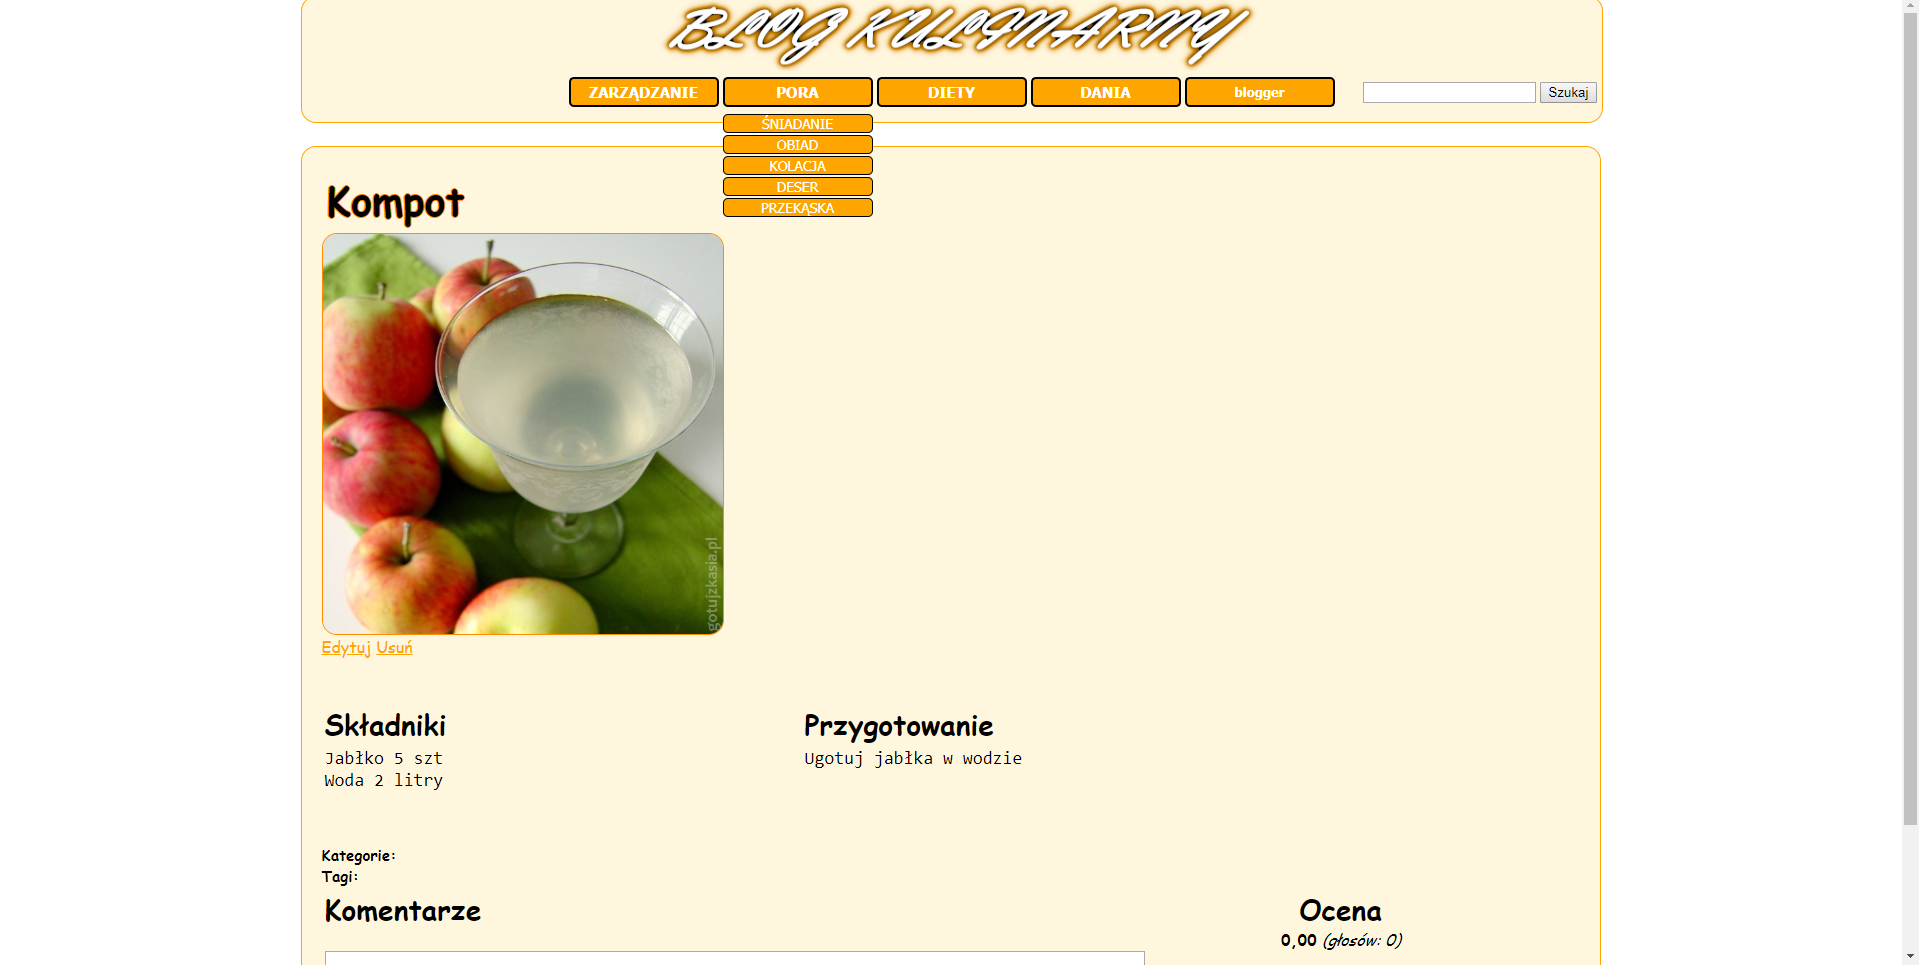 BLOG KULINARNY
ZARZĄDZANIE PORA DIETY DANIA blogger Szukaj
ŚNIADANIE
OBIAD
KOLACJA
DESER
PRZEKĄSKA
Kompot
gotujzkasia.pl
Edytuj Usuń
Składniki
Jabłko 5 szt
Woda 2 litry
Przygotowanie
Ugotuj jabłka w wodzie
Kategorie:
Tagi:
Komentarze
Ocena
0,00 (głosów: 0)